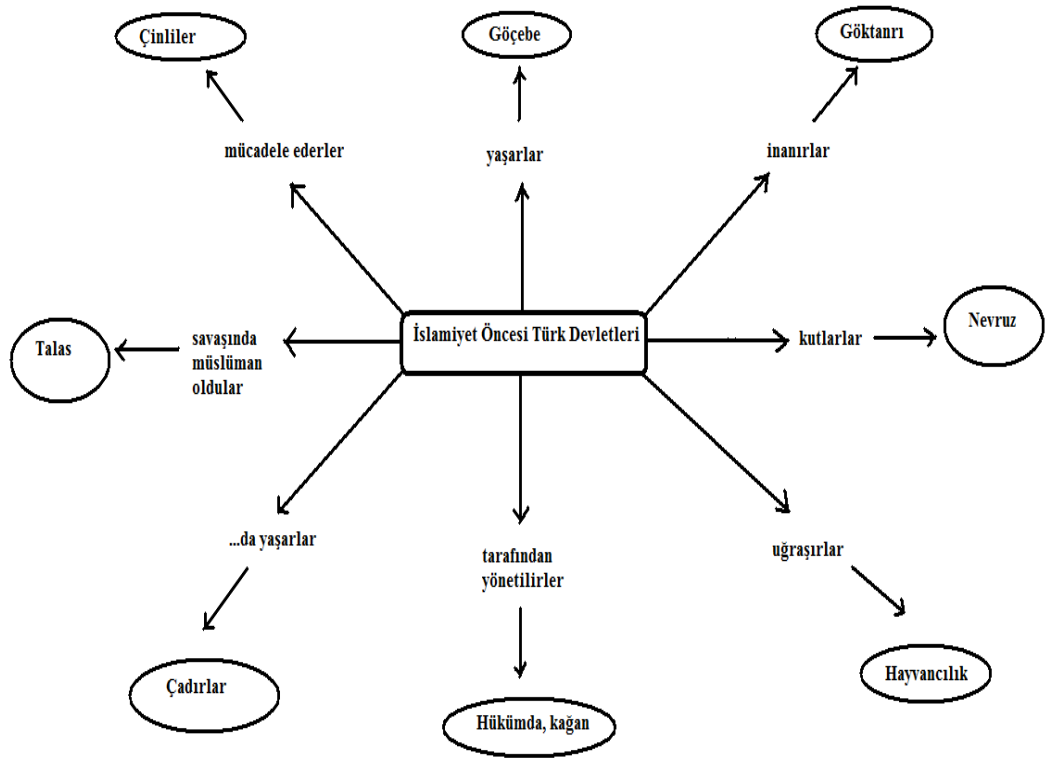 Çinliler
Göçebe
Göktanrı
mücadele ederler
yaşarlar
inanırlar
Talas
savaşında
müslüman
oldular
İslamiyet Öncesi Türk Devletleri
kutlarlar
Nevruz
...da yaşarlar
tarafından
yönetilirler
uğraşırlar
Çadırlar
Hükümda, kağan
Hayvancılık